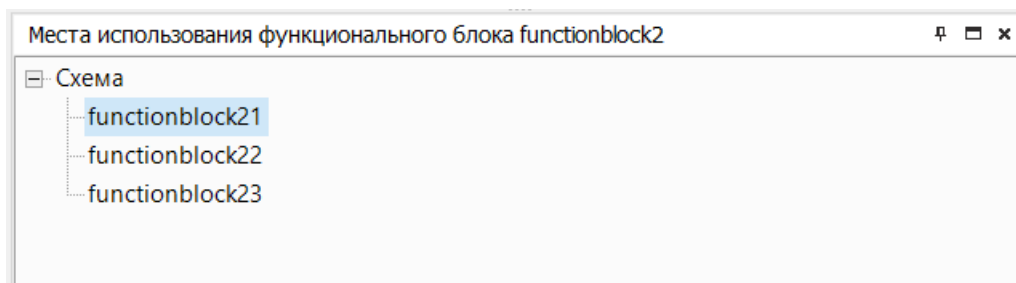 Места использования функционального блока functionblock2
Схема
functionblock21
functionblock22
functionblock23